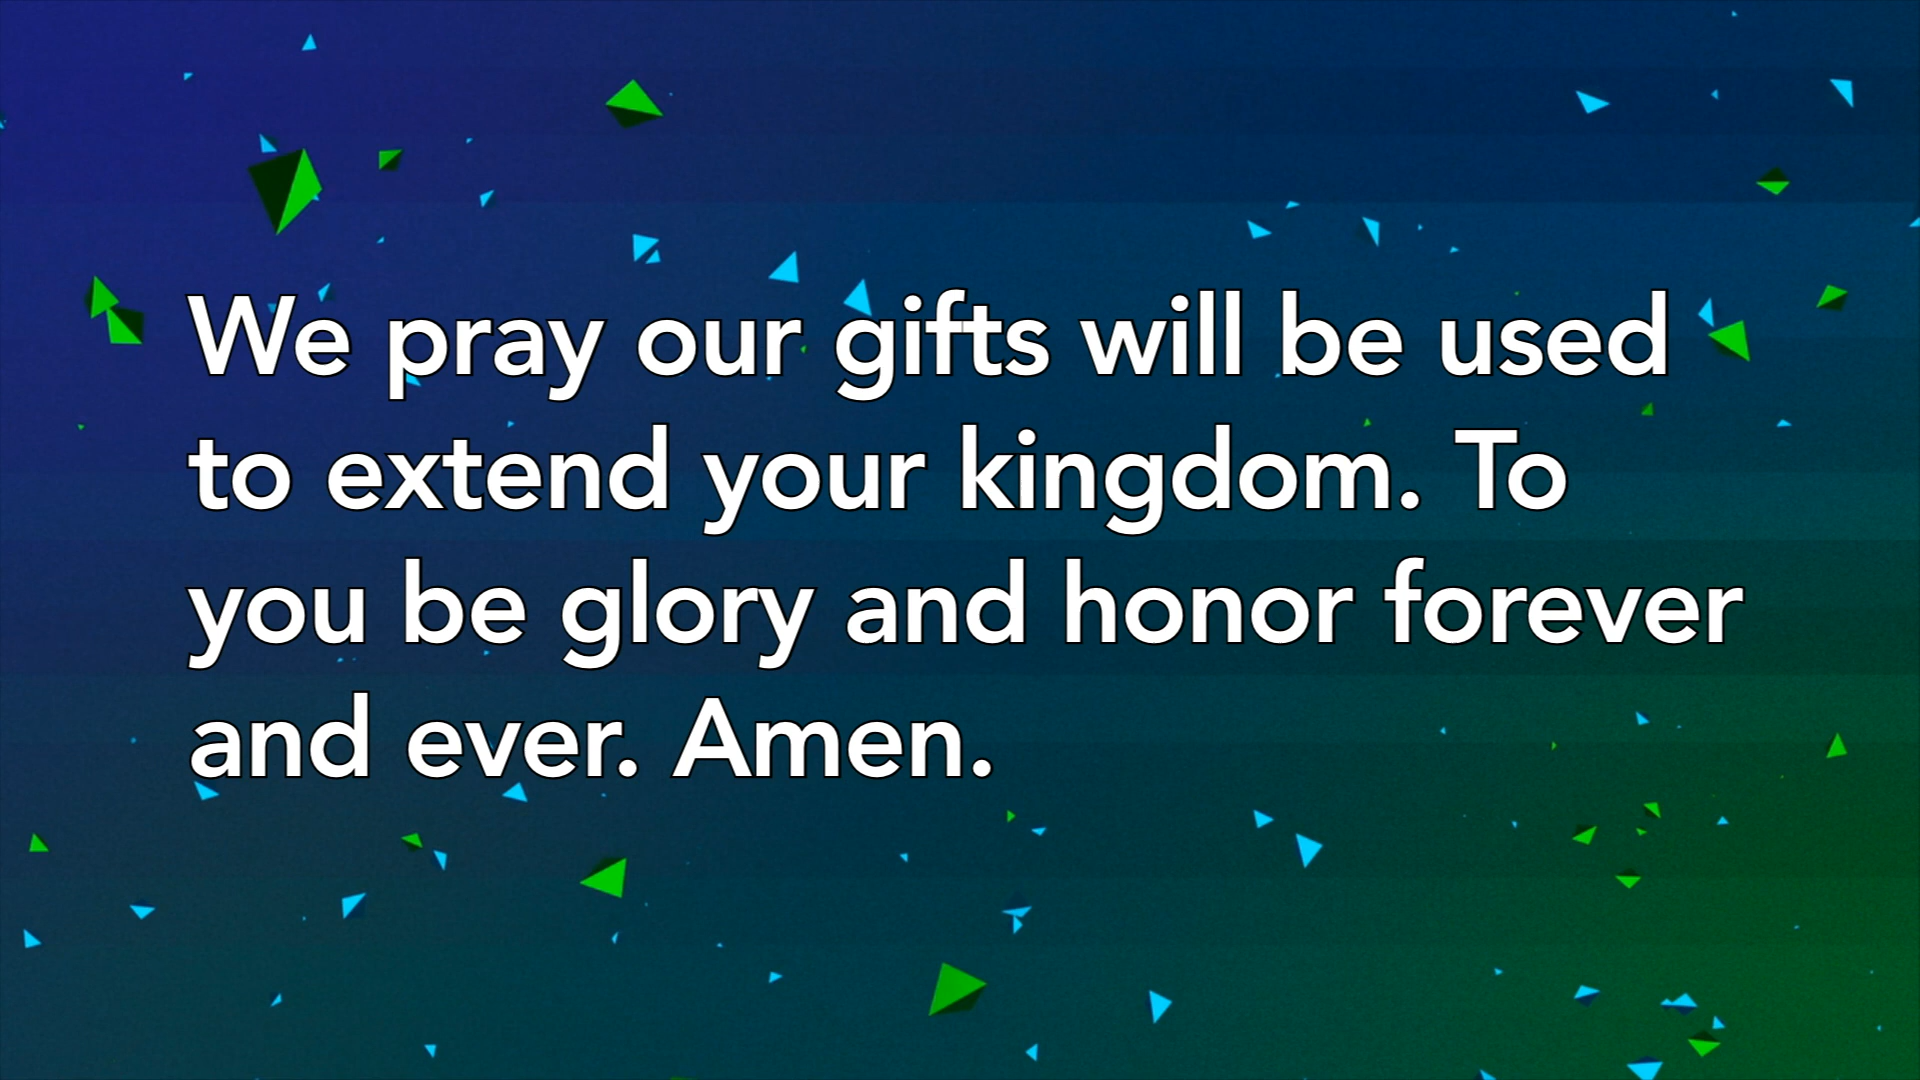 We pray our gifts will be used
to extend your kingdom. To
you be glory and honor forever
and ever. Amen.